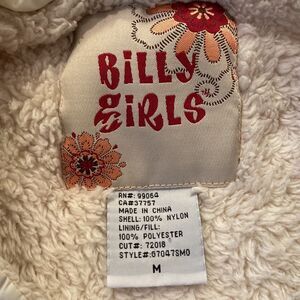 BiLLY
GiRLS
RN#: 99064
CA#37757
MADE IN CHINA
SHELL: 100% NYLON
LINING/FILL:
100% POLYESTER
CUT#: 72018
STYLE#:07047SMO
M